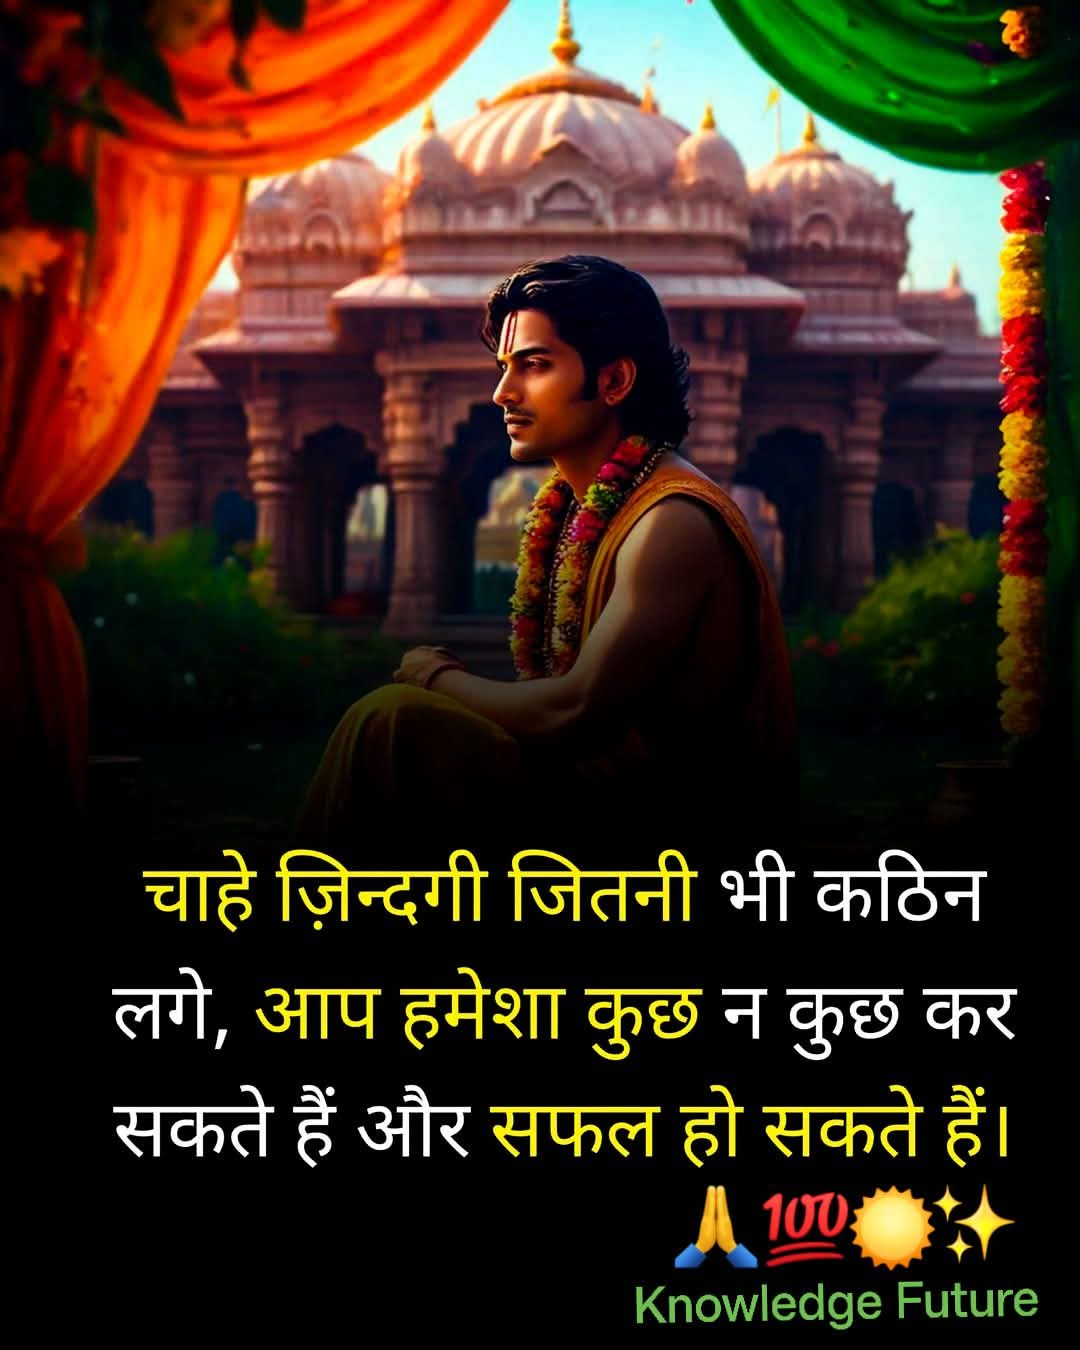 चाहे ज़िन्दगी जितनी भी कठिन
लगे, आप हमेशा कुछ न कुछ कर
सकते हैं और सफल हो सकते हैं।
🙏💯☀️✨
Knowledge Future